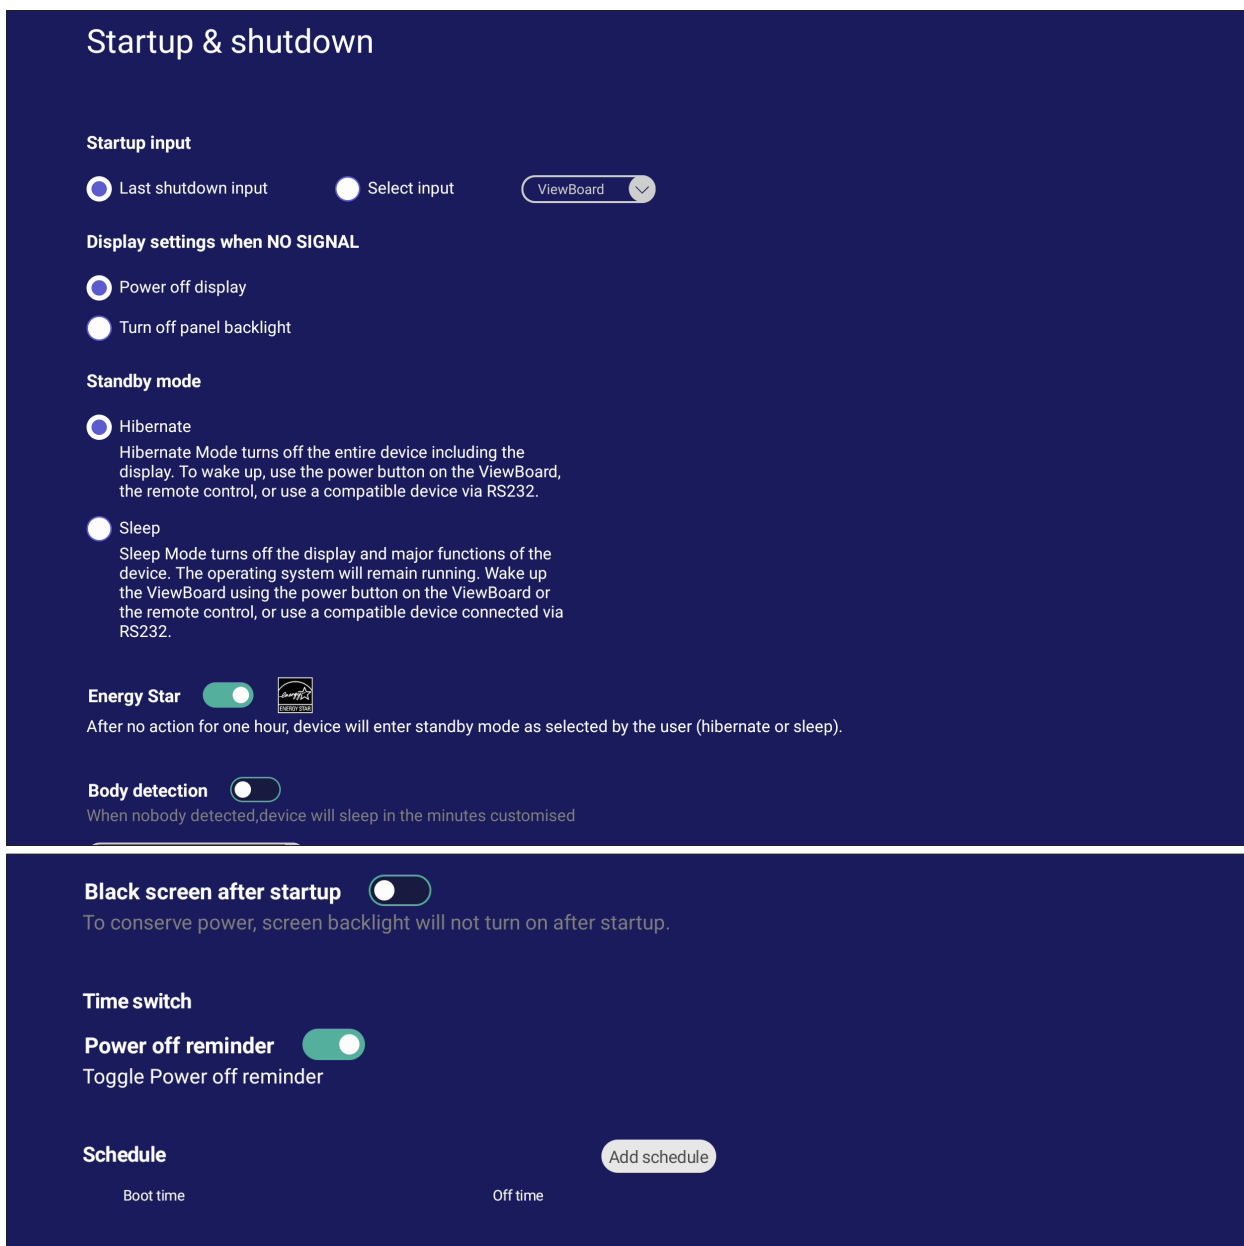 Startup & shutdown
Startup input
Last shutdown input
Select input
ViewBoard
Display settings when NO SIGNAL
Power off display
Turn off panel backlight
Standby mode
Hibernate
Hibernate Mode turns off the entire device including the
display. To wake up, use the power button on the ViewBoard,
the remote control, or use a compatible device via RS232.
Sleep
Sleep Mode turns off the display and major functions of the
device. The operating system will remain running. Wake up
the ViewBoard using the power button on the ViewBoard or
the remote control, or use a compatible device connected via
RS232.
Energy Star
energy
ENERGY STAR
After no action for one hour, device will enter standby mode as selected by the user (hibernate or sleep).
Body detection
When nobody detected,device will sleep in the minutes customised
Black screen after startup
To conserve power, screen backlight will not turn on after startup.
Time switch
Power off reminder
Toggle Power off reminder
Schedule
Add schedule
Boot time
Off time